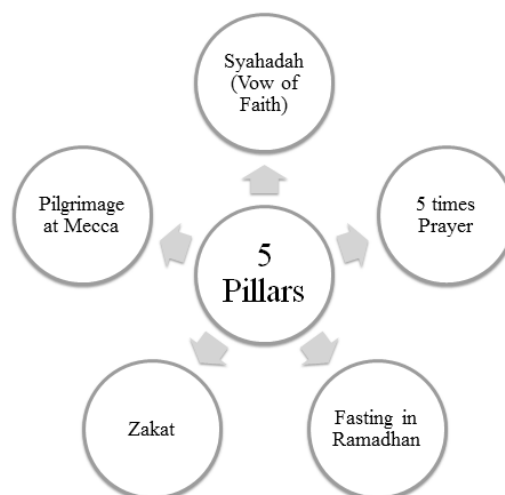 Syahadah
(Vow of
Faith)
5 times
Prayer
Fasting in
Ramadhan
Zakat
Pilgrimage
at Mecca
5
Pillars